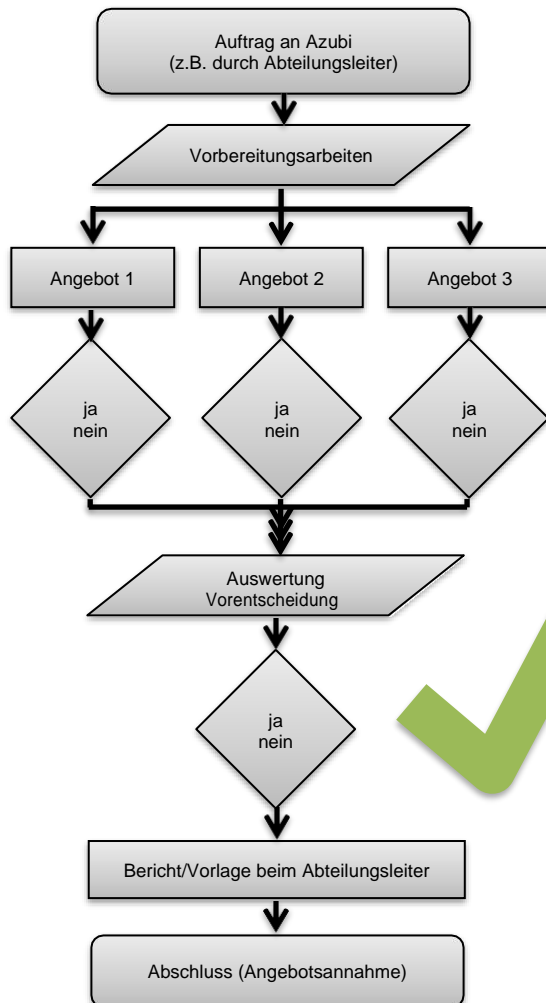 Auftrag an Azubi
(z.B. durch Abteilungsleiter)
Vorbereitungsarbeiten
Angebot 1
Angebot 2
Angebot 3
ja
nein
ja
nein
ja
nein
Auswertung
Vorentscheidung
ja
nein
Bericht/Vorlage beim Abteilungsleiter
Abschluss (Angebotsannahme)